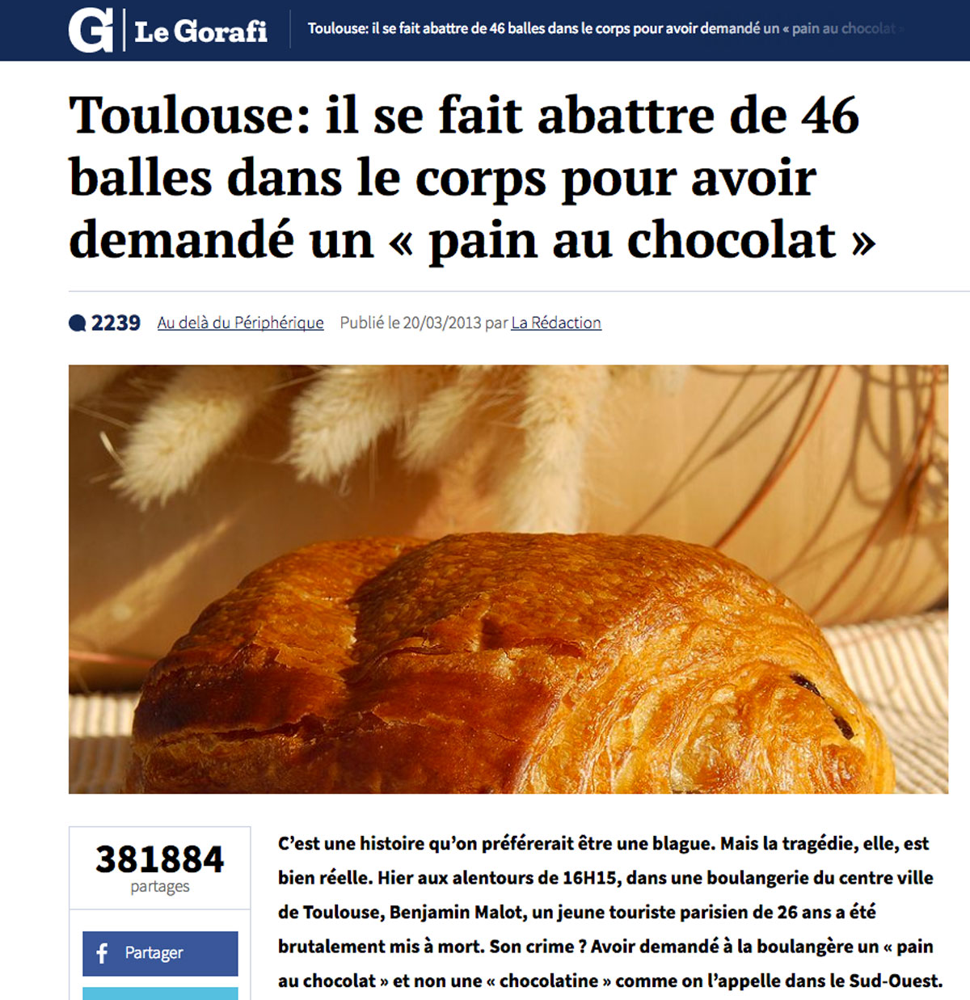 G Le Gorafi Toulouse: il se fait abattre de 46 balles dans le corps pour avoir demandé un « pain au chocolat »
Toulouse: il se fait abattre de 46
balles dans le corps pour avoir
demandé un « pain au chocolat »
2239 Au delà du Périphérique Publié le 20/03/2013 par La Rédaction
381884
partages
Partager
C’est une histoire qu’on préférerait être une blague. Mais la tragédie, elle, est
bien réelle. Hier aux alentours de 16H15, dans une boulangerie du centre ville
de Toulouse, Benjamin Malot, un jeune touriste parisien de 26 ans a été
brutalement mis à mort. Son crime ? Avoir demandé à la boulangère un « pain
au chocolat » et non une « chocolatine » comme on l’appelle dans le Sud-Ouest.